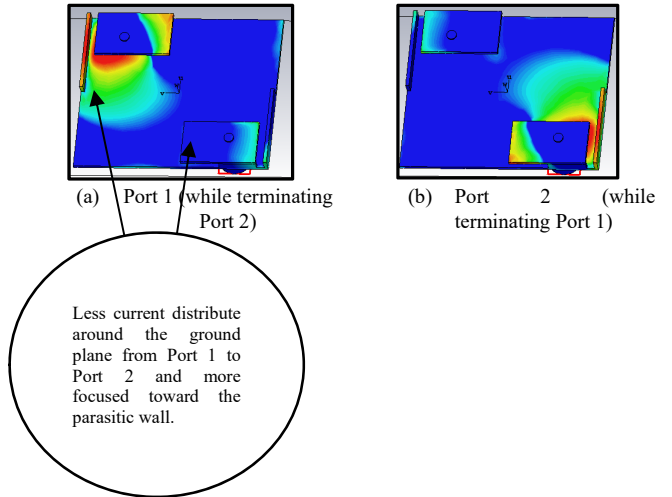 (a) Port 1 (while terminating
Port 2)
(b) Port 2 (while
terminating Port 1)
Less current distribute
around the ground
plane from Port 1 to
Port 2 and more
focused toward the
parasitic wall.